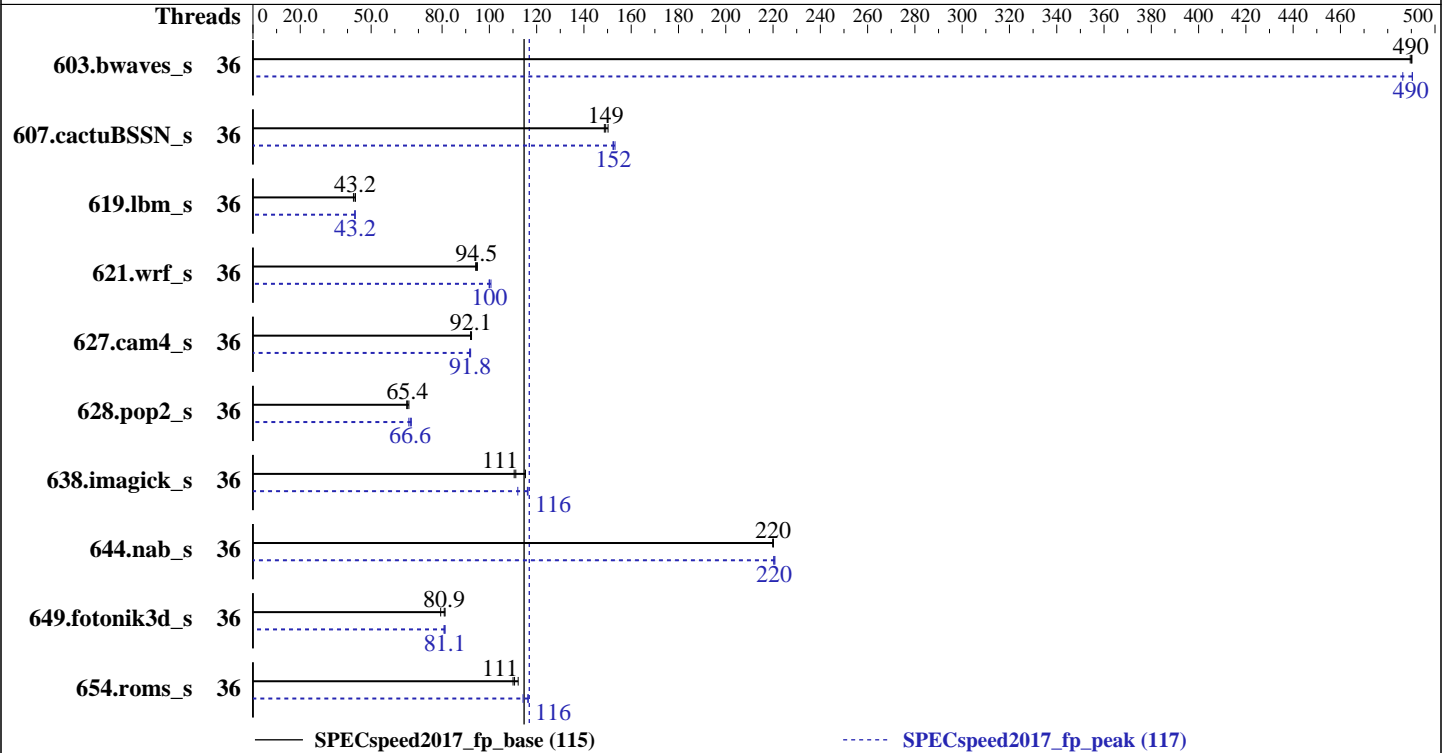 Threads 0 20.0 50.0 80.0 100 120 140 160 180 200 220 240 260 280 300 320 340 360 380 400 420 440 460 500
490
603.bwaves_s 36
490
149
607.cactuBSSN_s 36
152
43.2
619.lbm_s 36
43.2
94.5
621.wrf_s 36
100
92.1
627.cam4_s 36
91.8
65.4
628.pop2_s 36
66.6
111
638.imagick_s 36
116
220
644.nab_s 36
220
80.9
649.fotonik3d_s 36
81.1
111
654.roms_s 36
116
SPECspeed2017_fp_base (115) SPECspeed2017_fp_peak (117)